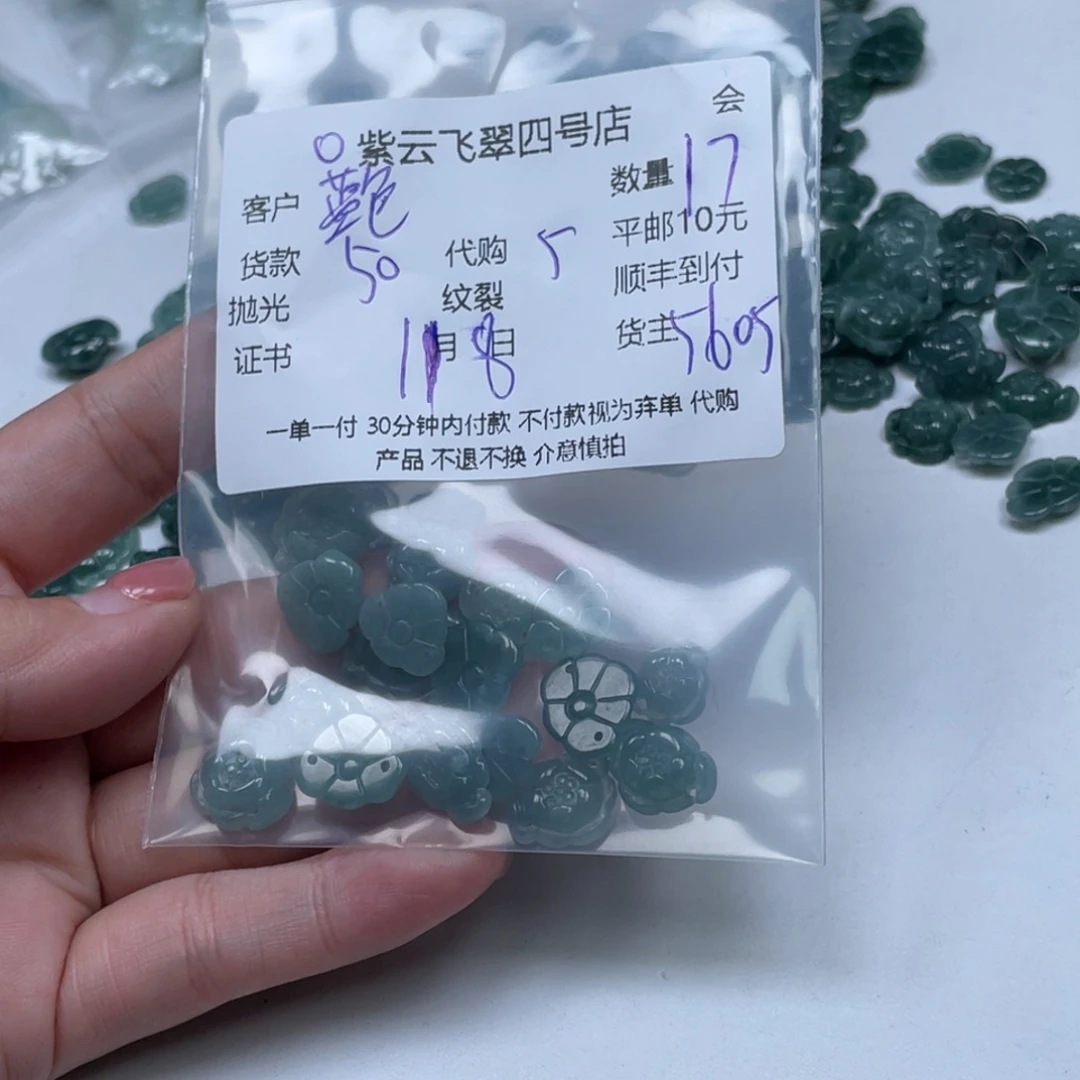 会
紫云飞翠四号店
客户 数量 17
平邮10元
货款 50 代购 5
顺丰到付
抛光 纹裂
货主 5605
证书 11月8日
一单一付 30分钟内付款 不付款视为弃单 代购
产品 不退不换 介意慎拍